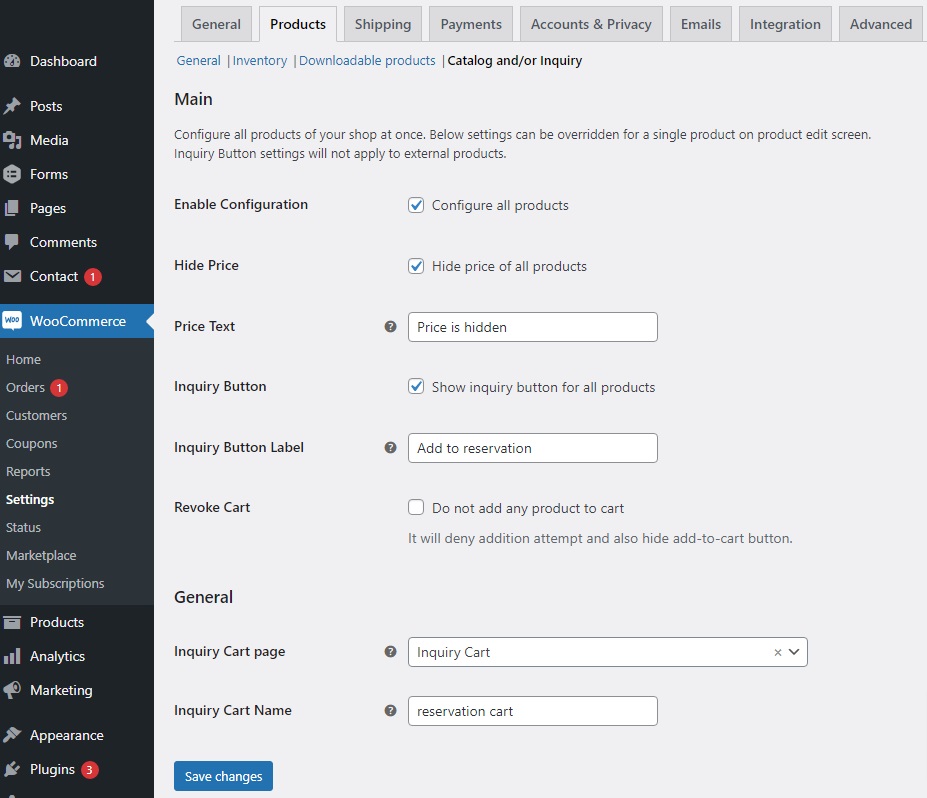 General Products Shipping Payments Accounts & Privacy Emails Integration Advanced
General | Inventory | Downloadable products | Catalog and/or Inquiry
Main
Configure all products of your shop at once. Below settings can be overridden for a single product on product edit screen.
Inquiry Button settings will not apply to external products.
Enable Configuration Configure all products
Hide Price Hide price of all products
Price Text ? Price is hidden
Inquiry Button Show inquiry button for all products
Inquiry Button Label ? Add to reservation
Revoke Cart Do not add any product to cart
It will deny addition attempt and also hide add-to-cart button.
General
Inquiry Cart page ? Inquiry Cart ×
Inquiry Cart Name ? reservation cart
Save changes
Dashboard
Posts
Media
Forms
Pages
Comments
Contact 1
Woo WooCommerce
Home
Orders 1
Customers
Coupons
Reports
Settings
Status
Marketplace
My Subscriptions
Products
Analytics
Marketing
Appearance
Plugins 3